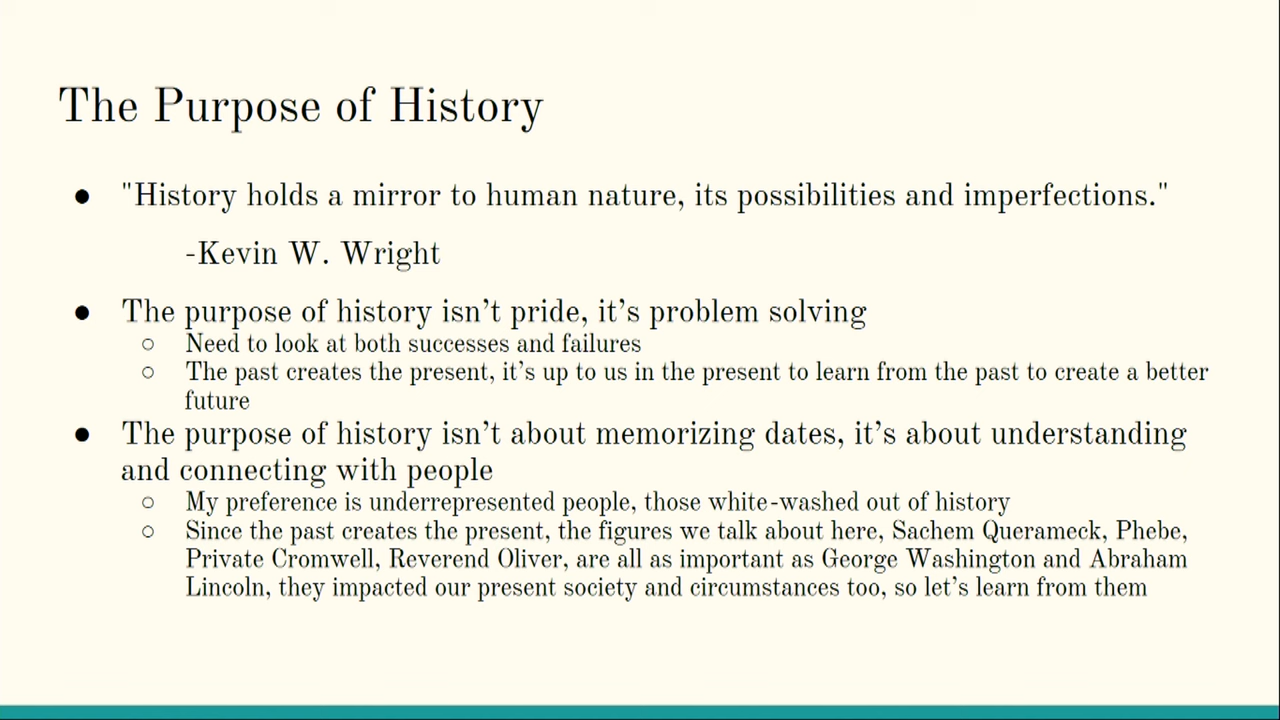 The Purpose of History
● "History holds a mirror to human nature, its possibilities and imperfections."
-Kevin W. Wright
● The purpose of history isn’t pride, it’s problem solving
○ Need to look at both successes and failures
○ The past creates the present, it’s up to us in the present to learn from the past to create a better
future
● The purpose of history isn’t about memorizing dates, it’s about understanding
and connecting with people
○ My preference is underrepresented people, those white-washed out of history
○ Since the past creates the present, the figures we talk about here, Sachem Querameck, Phebe,
Private Cromwell, Reverend Oliver, are all as important as George Washington and Abraham
Lincoln, they impacted our present society and circumstances too, so let’s learn from them